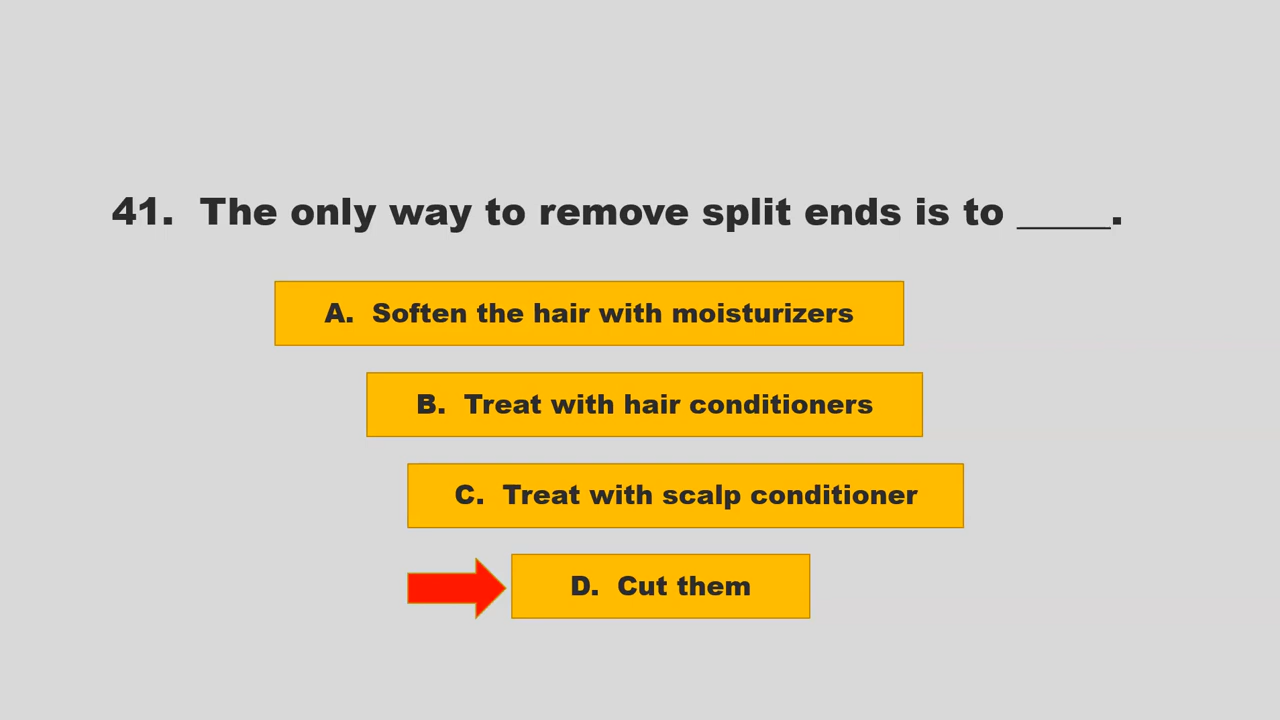 41. The only way to remove split ends is to _____.
A. Soften the hair with moisturizers
B. Treat with hair conditioners
C. Treat with scalp conditioner
D. Cut them